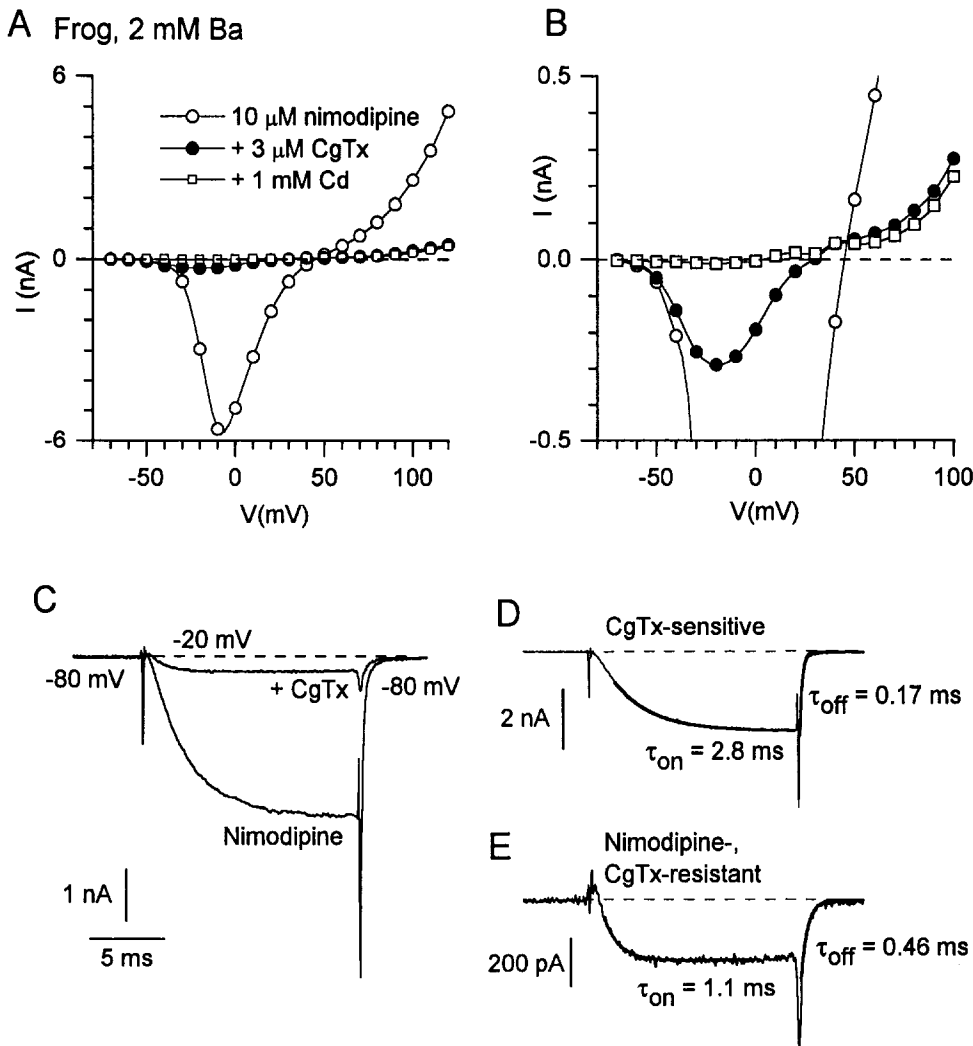 A Frog, 2 mM Ba
6
0
-6
I (nA)
10 μM nimodipine
+ 3 μM CgTx
+ 1 mM Cd
-50 0 50 100
V(mV)
B
0.5
0.0
-0.5
I (nA)
-50 0 50 100
V(mV)
C
-20 mV
-80 mV
+ CgTx
-80 mV
Nimodipine
1 nA
5 ms
D
CgTx-sensitive
2 nA
τoff = 0.17 ms
τon = 2.8 ms
E
Nimodipine-,
CgTx-resistant
200 pA
τoff = 0.46 ms
τon = 1.1 ms